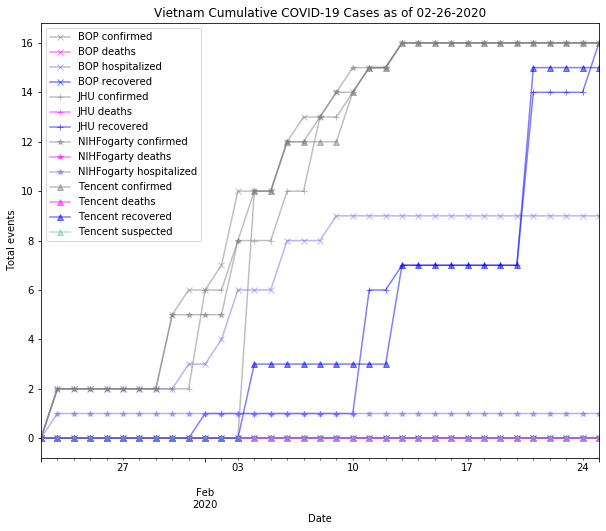 Vietnam Cumulative COVID-19 Cases as of 02-26-2020
BOP confirmed
BOP deaths
BOP hospitalized
BOP recovered
JHU confirmed
JHU deaths
JHU recovered
NIHFogarty confirmed
NIHFogarty deaths
NIHFogarty hospitalized
Tencent confirmed
Tencent deaths
Tencent recovered
Tencent suspected
Total events
16
14
12
10
8
6
4
2
0
27
03
10
17
24
Feb
2020
Date